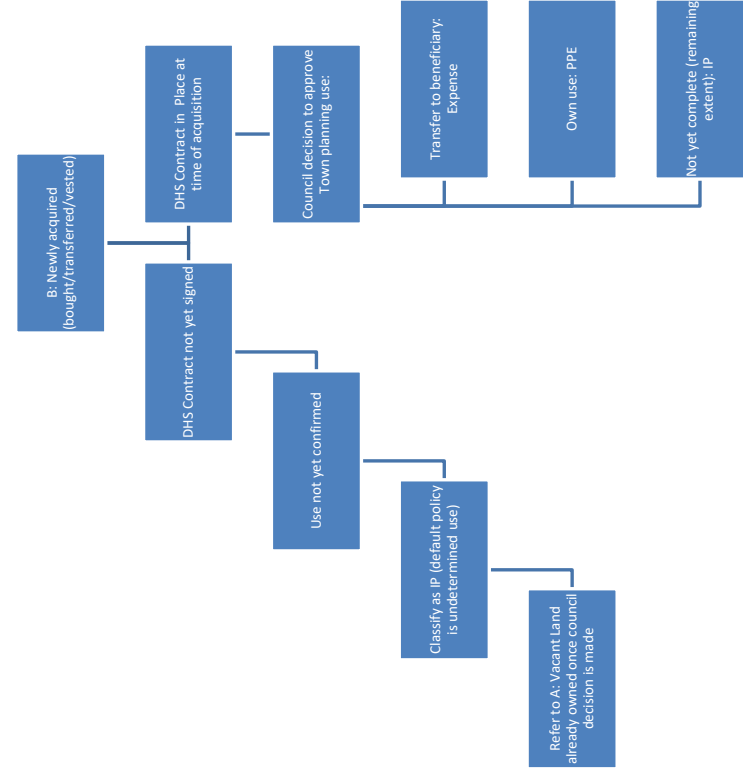 B: Newly acquired
(bought/transferred/vested)
DHS Contract not yet signed
DHS Contract in Place at
time of acquisition
Use not yet confirmed
Council decision to approve
Town planning use:
Classify as IP (default policy
is undetermined use)
Transfer to beneficiary:
Expense
Own use: PPE
Not yet complete (remaining
extent): IP
Refer to A: Vacant Land
already owned once council
decision is made